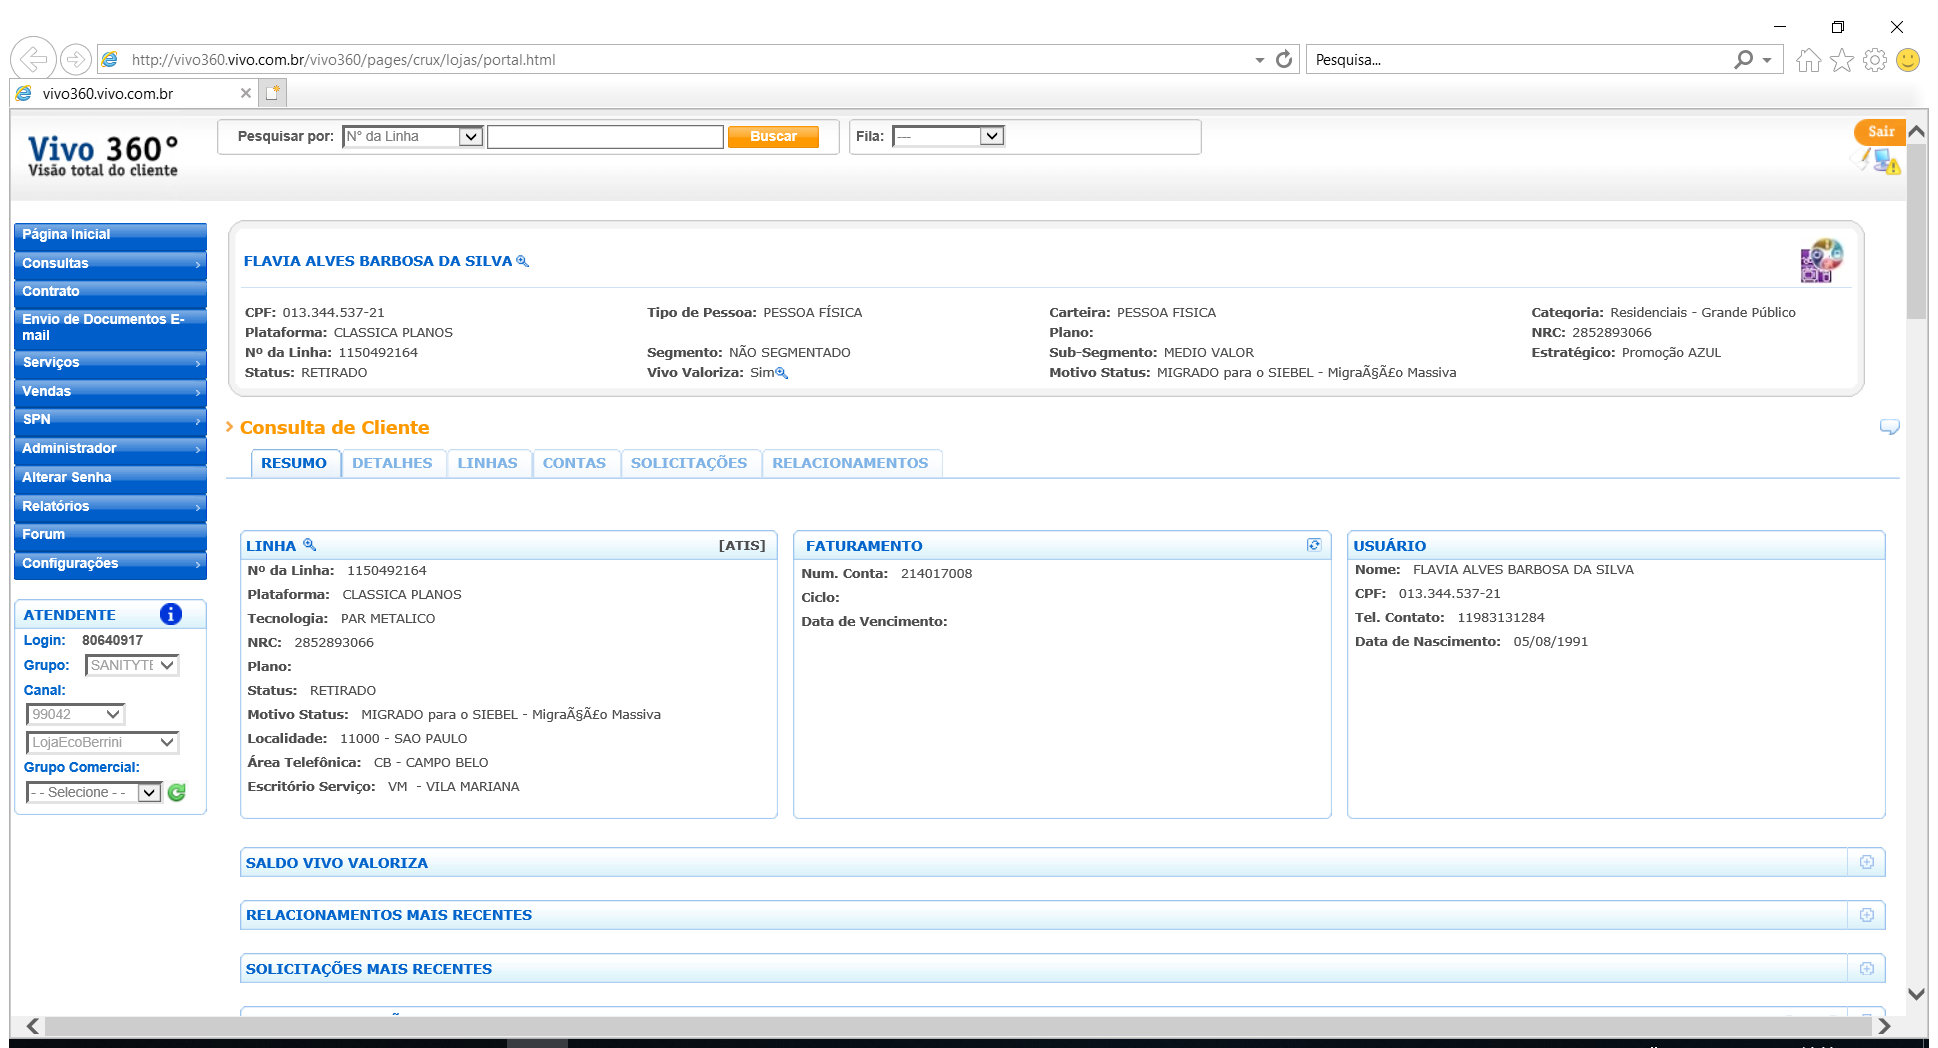 http://vivo360.vivo.com.br/vivo360/pages/crux/lojas/portal.html
Pesquisa...
vivo360.vivo.com.br
Vivo 360°
Visão total do cliente
Pesquisar por: N° da Linha Buscar
Fila: ---
Sair
Página Inicial
Consultas
Contrato
Envio de Documentos E-
mail
Serviços
Vendas
SPN
Administrador
Alterar Senha
Relatórios
Forum
Configurações
ATENDENTE
Login: 80640917
Grupo: SANITYTE
Canal:
99042
LojaEcoBerrini
Grupo Comercial:
- - Selecione - -
FLAVIA ALVES BARBOSA DA SILVA
CPF: 013.344.537-21 Tipo de Pessoa: PESSOA FÍSICA Carteira: PESSOA FISICA Categoria: Residenciais - Grande Público
Plataforma: CLASSICA PLANOS Plano: NRC: 2852893066
Nº da Linha: 1150492164 Segmento: NÃO SEGMENTADO Sub-Segmento: MEDIO VALOR Estratégico: Promoção AZUL
Status: RETIRADO Vivo Valoriza: Sim Motivo Status: MIGRADO para o SIEBEL - MigraÃ§Ã£o Massiva
Consulta de Cliente
RESUMO DETALHES LINHAS CONTAS SOLICITAÇÕES RELACIONAMENTOS
LINHA [ATIS]
Nº da Linha: 1150492164
Plataforma: CLASSICA PLANOS
Tecnologia: PAR METALICO
NRC: 2852893066
Plano:
Status: RETIRADO
Motivo Status: MIGRADO para o SIEBEL - MigraÃ§Ã£o Massiva
Localidade: 11000 - SAO PAULO
Área Telefônica: CB - CAMPO BELO
Escritório Serviço: VM - VILA MARIANA
FATURAMENTO
Num. Conta: 214017008
Ciclo:
Data de Vencimento:
USUÁRIO
Nome: FLAVIA ALVES BARBOSA DA SILVA
CPF: 013.344.537-21
Tel. Contato: 11983131284
Data de Nascimento: 05/08/1991
SALDO VIVO VALORIZA
RELACIONAMENTOS MAIS RECENTES
SOLICITAÇÕES MAIS RECENTES